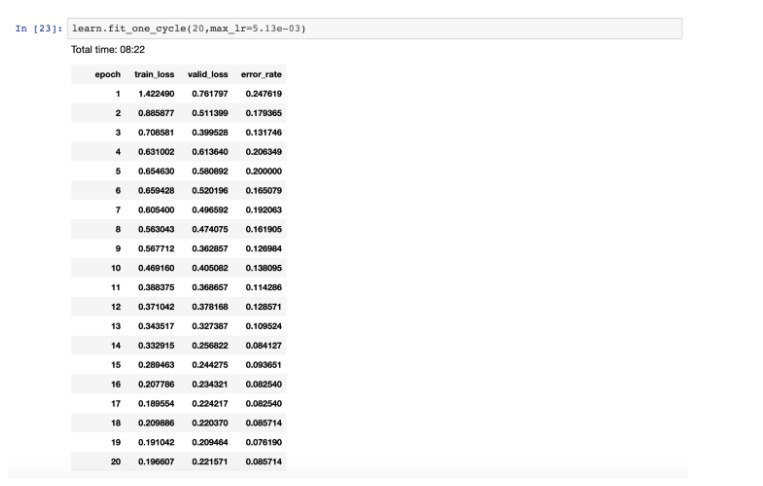 In [23]: learn.fit_one_cycle(20,max_lr=5.13e-03)
Total time: 08:22
epoch train_loss valid_loss error_rate
1 1.422490 0.761797 0.247619
2 0.885877 0.511399 0.179365
3 0.708581 0.399528 0.131746
4 0.631002 0.613640 0.206349
5 0.654630 0.580892 0.200000
6 0.659428 0.520196 0.165079
7 0.605400 0.496592 0.192063
8 0.563043 0.474075 0.161905
9 0.567712 0.362857 0.126984
10 0.469160 0.405082 0.138095
11 0.388375 0.368657 0.114286
12 0.371042 0.378168 0.128571
13 0.343517 0.327387 0.109524
14 0.332915 0.256822 0.084127
15 0.289463 0.244275 0.093651
16 0.207786 0.234321 0.082540
17 0.189554 0.224217 0.082540
18 0.209886 0.220370 0.085714
19 0.191042 0.209464 0.076190
20 0.196607 0.221571 0.085714